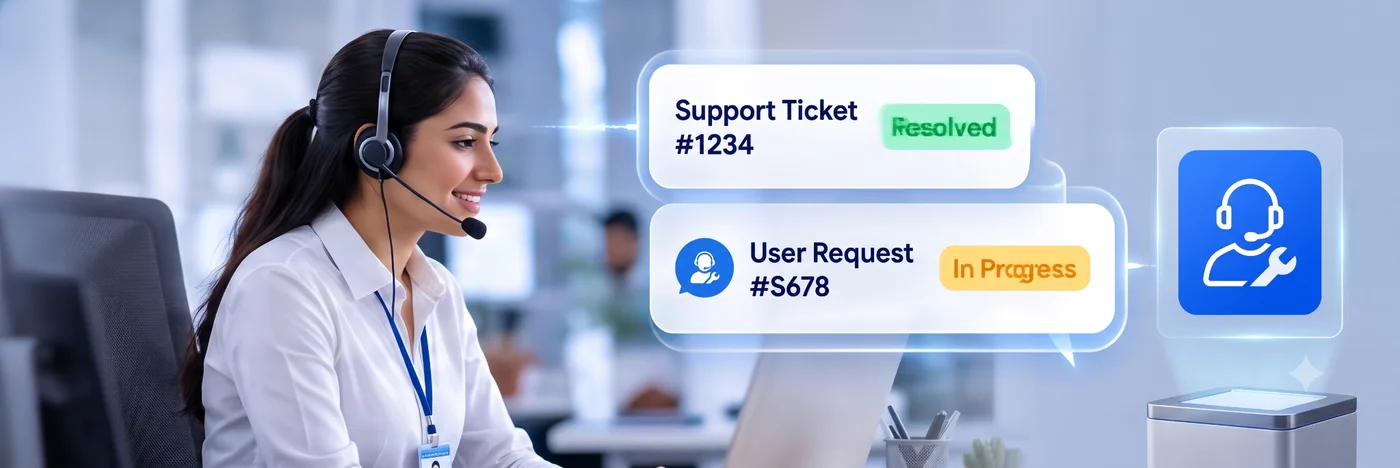 Support Ticket
#1234
Resolved
User Request
#S678
In Progress